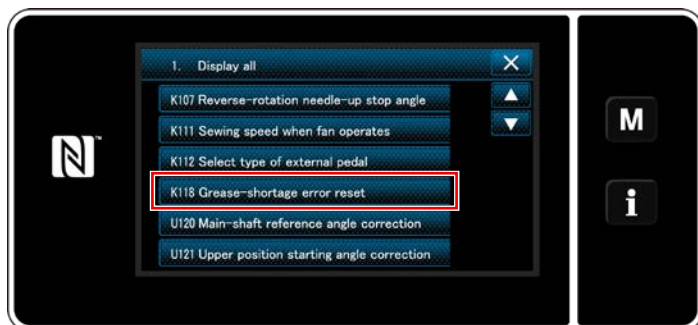 1. Display all
K107 Reverse-rotation needle-up stop angle
K111 Sewing speed when fan operates
K112 Select type of external pedal
K118 Grease-shortage error reset
U120 Main-shaft reference angle correction
U121 Upper position starting angle correction
M
i